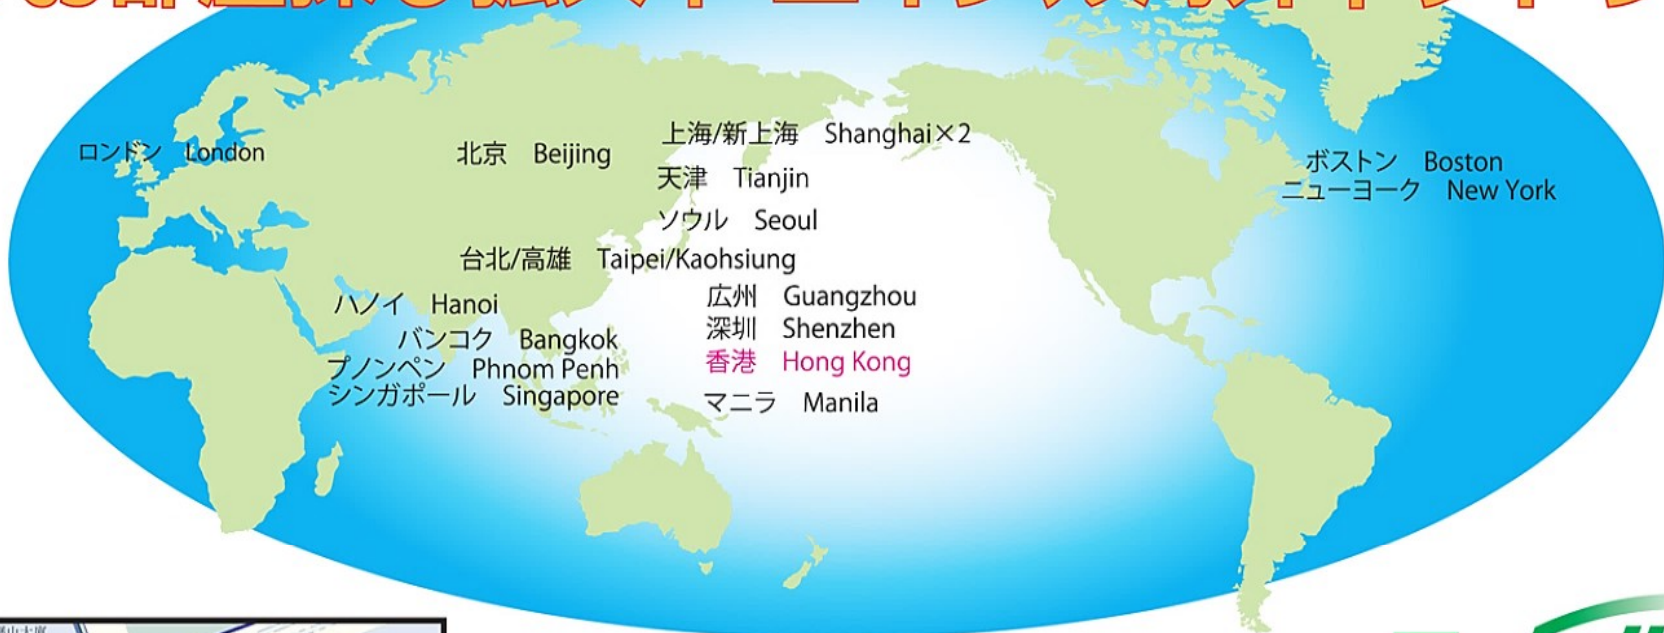 ロンドン London
北京 Beijing
上海/新上海 Shanghai×2
天津 Tianjin
ソウル Seoul
台北/高雄 Taipei/Kaohsiung
ハノイ Hanoi
バンコク Bangkok
プノンペン Phnom Penh
シンガポール Singapore
広州 Guangzhou
深圳 Shenzhen
香港 Hong Kong
マニラ Manila
ボストン Boston
ニューヨーク New York